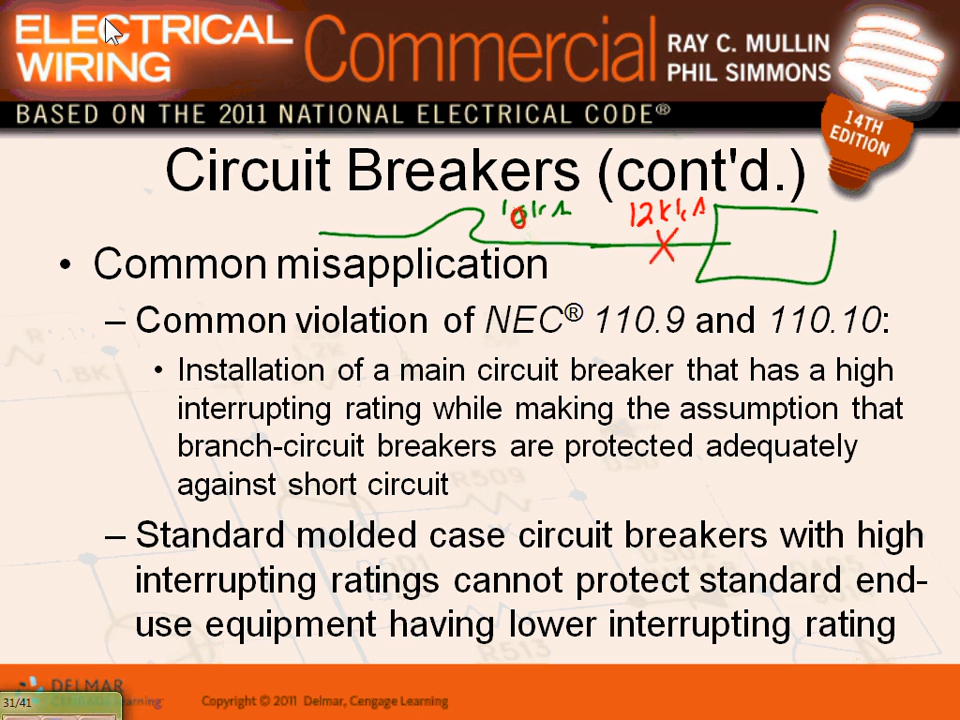 ELECTRICAL
WIRING
Commercial
RAY C. MULLIN
PHIL SIMMONS
BASED ON THE 2011 NATIONAL ELECTRICAL CODE®
14TH
EDITION
Circuit Breakers (cont'd.)
• Common misapplication
– Common violation of NEC® 110.9 and 110.10:
• Installation of a main circuit breaker that has a high
interrupting rating while making the assumption that
branch-circuit breakers are protected adequately
against short circuit
– Standard molded case circuit breakers with high
interrupting ratings cannot protect standard end-
use equipment having lower interrupting rating
DELMAR
Learning
Copyright © 2011 Delmar, Cengage Learning
31/41